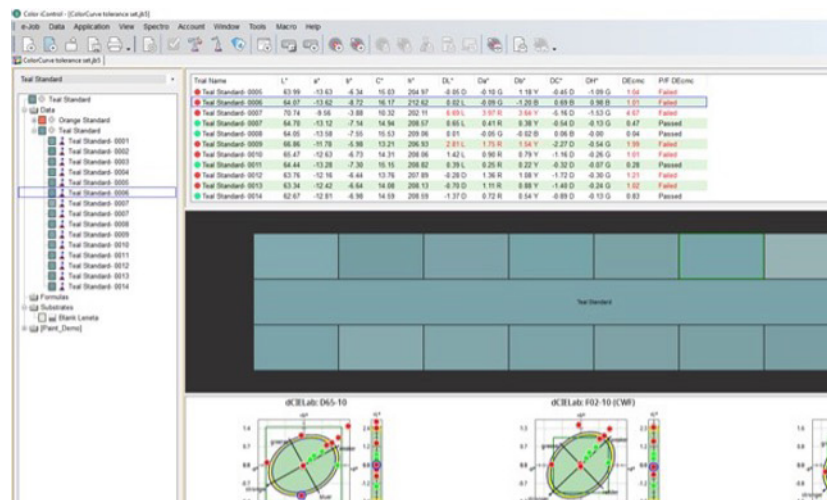 Color iControl - [ColorCurve tolerance set.jb5]
e-Job Data Application View Spectro Account Window Tools Macro Help
ColorCurve tolerance set.jb5
Teal Standard
Teal Standard
Data
Orange Standard
Teal Standard
Teal Standard- 0001
Teal Standard- 0002
Teal Standard- 0003
Teal Standard- 0004
Teal Standard- 0005
Teal Standard- 0006
Teal Standard- 0007
Teal Standard- 0007
Teal Standard- 0008
Teal Standard- 0009
Teal Standard- 0010
Teal Standard- 0011
Teal Standard- 0012
Teal Standard- 0013
Teal Standard- 0014
Formulas
Substrates
Blank Leneta
[Paint_Demo]
Trial Name L* a* b* C* h* DL* Da* Db* DC* DH* DEcmc P/F DEcmc
Teal Standard- 0005 63.99 -13.63 -6.34 15.03 204.97 -0.05 D -0.10 G 1.18 Y -0.45 D -1.09 G 1.04 Failed
Teal Standard- 0006 64.07 -13.62 -8.72 16.17 212.62 0.02 L -0.09 G -1.20 B 0.69 B 0.98 B 1.01 Failed
Teal Standard- 0007 70.74 -9.56 -3.88 10.32 202.11 6.69 L 3.97 R 3.64 Y -5.16 D -1.53 G 4.67 Failed
Teal Standard- 0007 64.70 -13.12 -7.14 14.94 208.57 0.65 L 0.41 R 0.38 Y -0.54 D -0.13 G 0.47 Passed
Teal Standard- 0008 64.05 -13.58 -7.55 15.53 209.06 0.01 -0.05 G -0.02 B 0.06 B -0.00 0.04 Passed
Teal Standard- 0009 66.86 -11.78 -5.98 13.21 206.93 2.81 L 1.75 R 1.54 Y -2.27 D -0.54 G 1.99 Failed
Teal Standard- 0010 65.47 -12.63 -6.73 14.31 208.06 1.42 L 0.90 R 0.79 Y -1.16 D -0.26 G 1.01 Failed
Teal Standard- 0011 64.44 -13.28 -7.30 15.15 208.82 0.39 L 0.25 R 0.22 Y -0.32 D -0.07 G 0.28 Passed
Teal Standard- 0012 63.76 -12.16 -6.44 13.76 207.89 -0.28 D 1.36 R 1.08 Y -1.72 D -0.30 G 1.21 Failed
Teal Standard- 0013 63.34 -12.42 -6.64 14.08 208.13 -0.70 D 1.11 R 0.88 Y -1.40 D -0.24 G 1.02 Failed
Teal Standard- 0014 62.67 -12.81 -6.98 14.59 208.59 -1.37 D 0.72 R 0.54 Y -0.89 D -0.13 G 0.83 Passed
Teal Standard
dCIELab: D65-10 dCIELab: F02-10 (CWF)